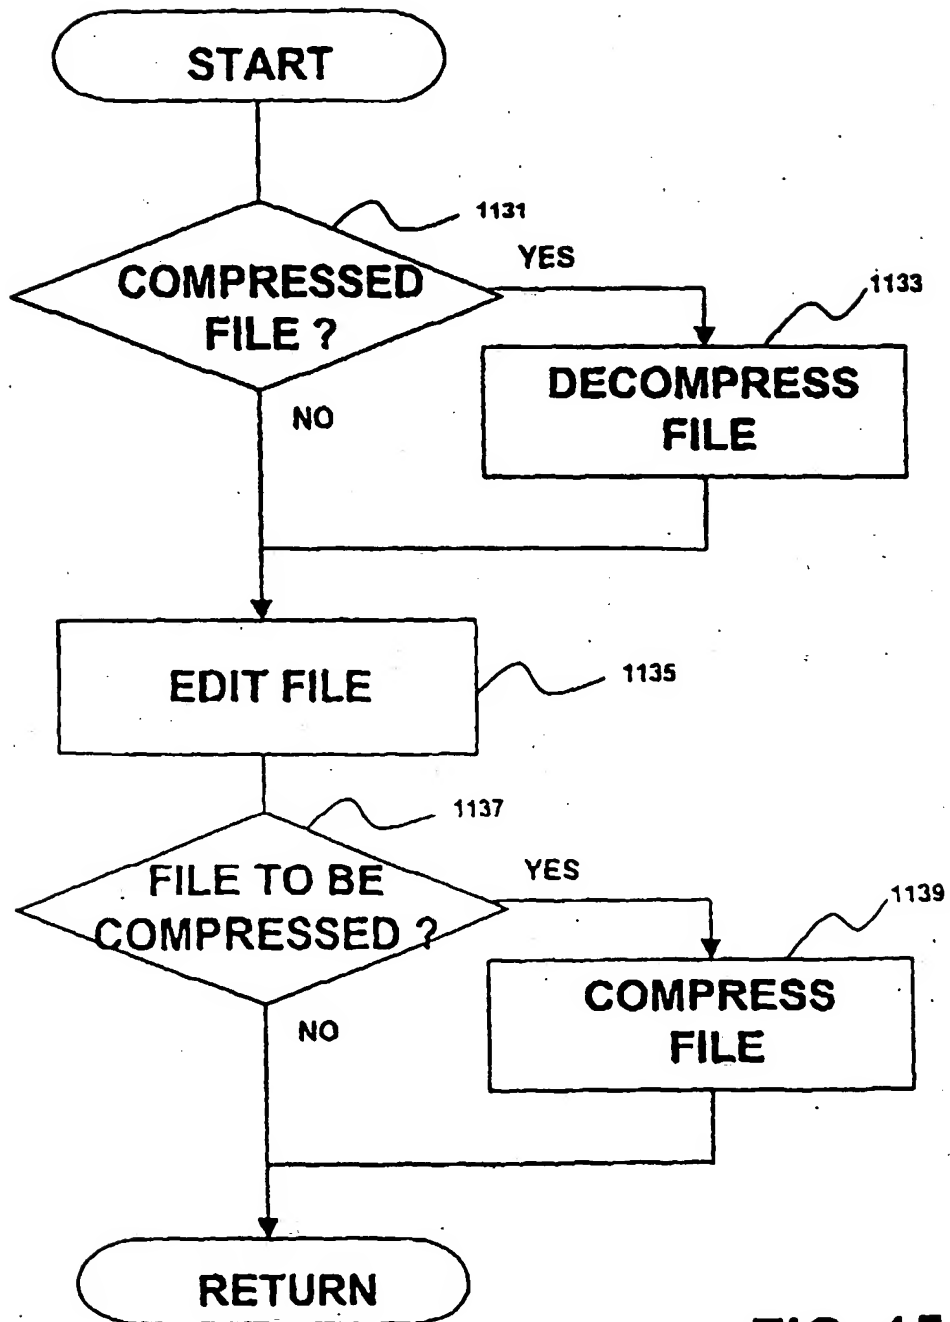 START
1131
YES
COMPRESSED
FILE ?
1133
DECOMPRESS
FILE
NO
EDIT FILE
1135
1137
YES
FILE TO BE
COMPRESSED ?
1139
COMPRESS
FILE
NO
RETURN